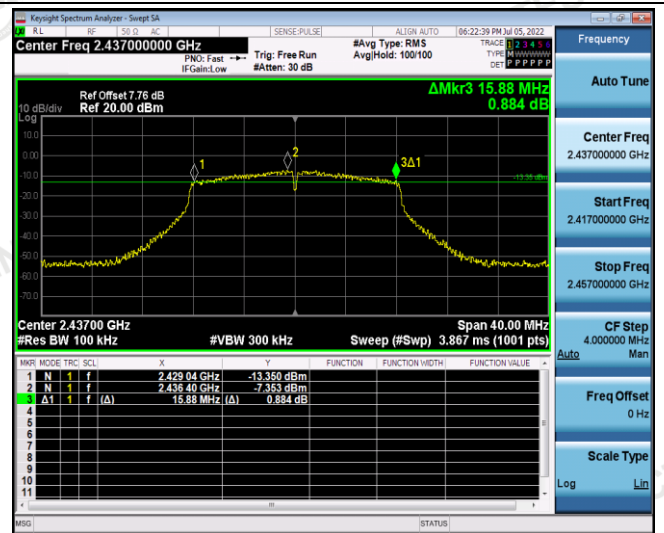 Keysight Spectrum Analyzer - Swept SA
RL RF 50 Ω AC SENSE:PULSE ALIGN AUTO 06:22:39 PM Jul 05, 2022
Center Freq 2.437000000 GHz #Avg Type: RMS TRACE 1 2 3 4 5 6
PNO: Fast Trig: Free Run Avg|Hold: 100/100 TYPE M WWWWW
IFGain:Low #Atten: 30 dB DET P P P P P P
Frequency
Auto Tune
ΔMkr3 15.88 MHz
0.884 dB
Ref Offset 7.76 dB
10 dB/div Ref 20.00 dBm
Log
10.0
0.00
-10.0
-20.0
-30.0
-40.0
-50.0
-60.0
-70.0
1
2
3Δ1
-13.36 dBm
Center 2.43700 GHz Span 40.00 MHz
#Res BW 100 kHz #VBW 300 kHz Sweep (#Swp) 3.867 ms (1001 pts)
MKR MODE TRC SCL X Y FUNCTION FUNCTION WIDTH FUNCTION VALUE
1 N 1 f 2.429 04 GHz -13.350 dBm
2 N 1 f 2.436 40 GHz -7.353 dBm
3 Δ1 1 f (Δ) 15.88 MHz (Δ) 0.884 dB
4
5
6
7
8
9
10
11
Center Freq
2.437000000 GHz
Start Freq
2.417000000 GHz
Stop Freq
2.457000000 GHz
CF Step
4.000000 MHz
Auto Man
Freq Offset
0 Hz
Scale Type
Log Lin
MSG STATUS